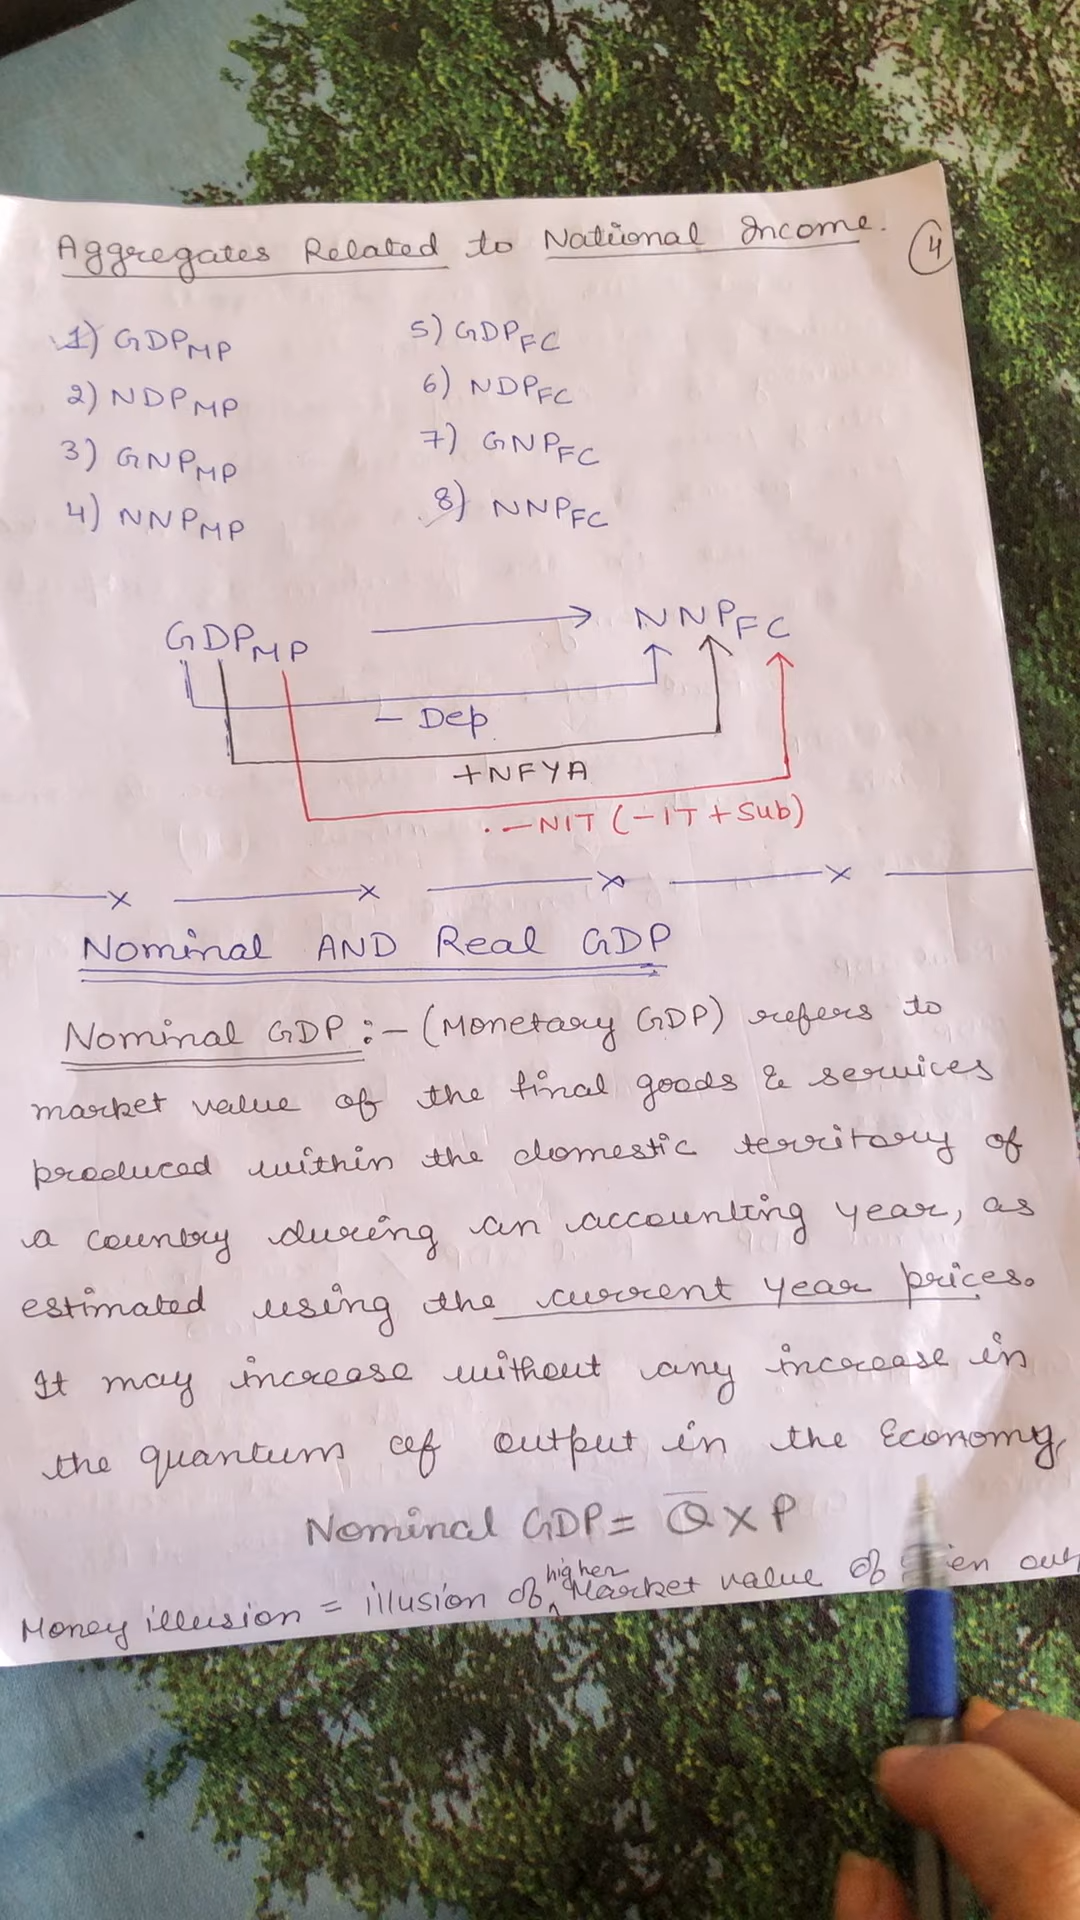 Aggregates Related to National Income.
4
1) GDPMP
5) GDPFC
2) NDPMP
6) NDPFC
3) GNPMP
7) GNPFC
4) NNPMP
8) NNPFC
GDPMP → NNPFC
- Dep
+NFYA
. -NIT (-IT + Sub)
Nominal AND Real GDP
Nominal GDP :- (Monetary GDP) refers to
market value of the final goods & services
produced within the domestic territory of
a country during an accounting year, as
estimated using the current year prices.
It may increase without any increase in
the quantum of output in the Economy,
Nominal GDP = Q̅ X P
Money illusion = illusion of higher Market value of